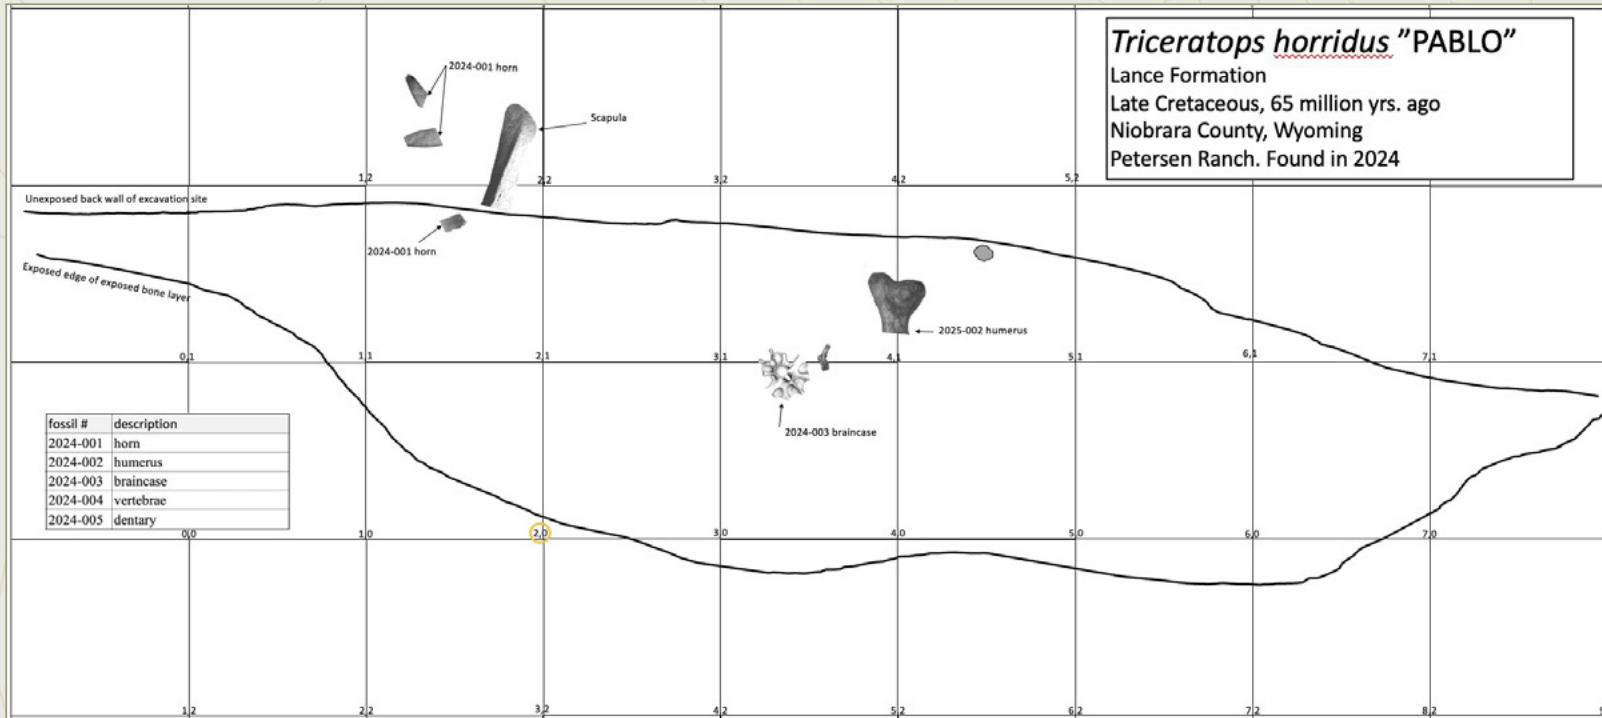 Triceratops horridus ”PABLO”
Lance Formation
Late Cretaceous, 65 million yrs. ago
Niobrara County, Wyoming
Petersen Ranch. Found in 2024
2024-001 horn
Scapula
1,2
2,2
3,2
4,2
5,2
Unexposed back wall of excavation site
2024-001 horn
Exposed edge of exposed bone layer
2025-002 humerus
0,1
1,1
2,1
3,1
4,1
5,1
6,1
7,1
2024-003 braincase
fossil # description
2024-001 horn
2024-002 humerus
2024-003 braincase
2024-004 vertebrae
2024-005 dentary
0,0
1,0
2,0
3,0
4,0
5,0
6,0
7,0
1,2
2,2
3,2
4,2
5,2
6,2
7,2
8,2